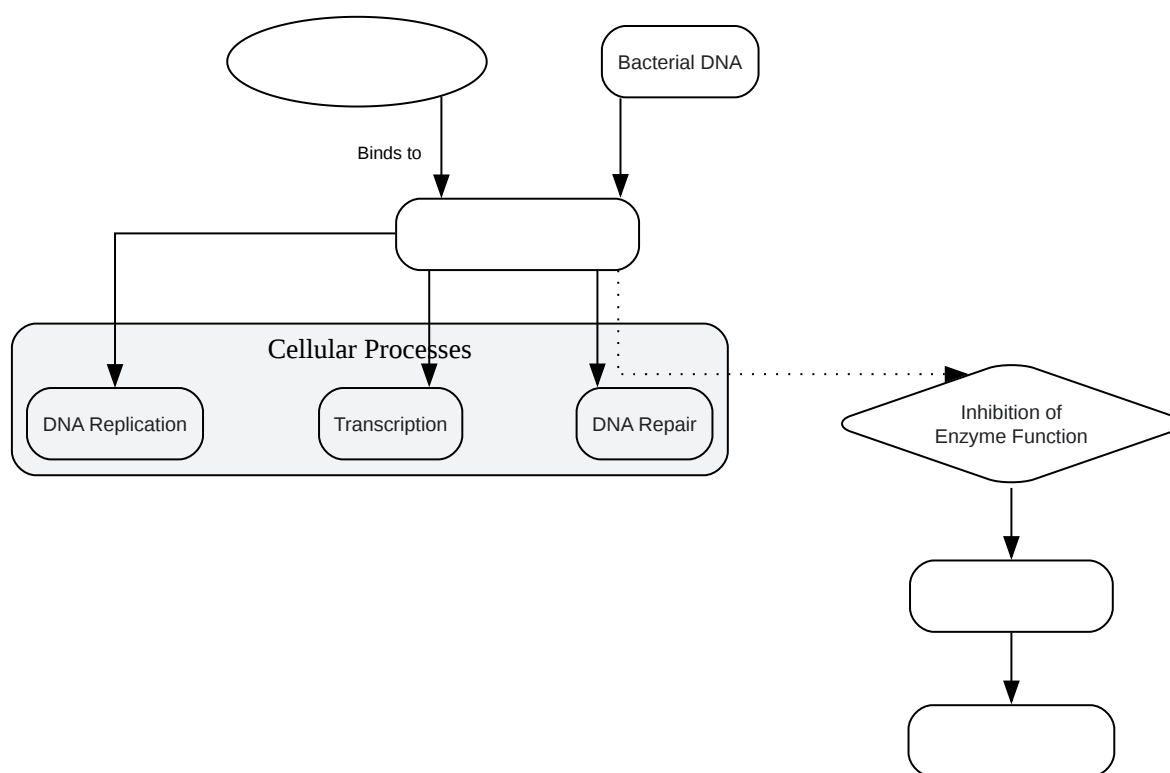 Bacterial DNA
Binds to
Cellular Processes
DNA Replication
Transcription
DNA Repair
Inhibition of
Enzyme Function